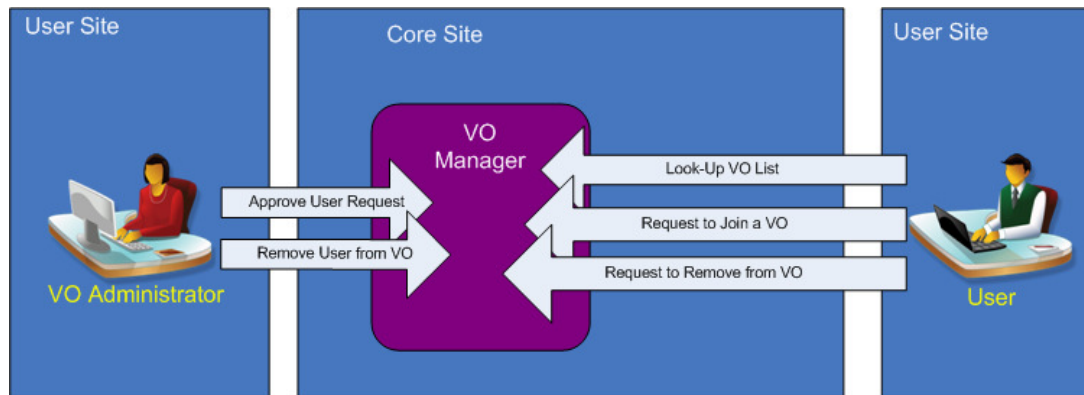 User Site
Core Site
User Site
VO
Manager
Look-Up VO List
Approve User Request
Request to Join a VO
Remove User from VO
Request to Remove from VO
VO Administrator
User